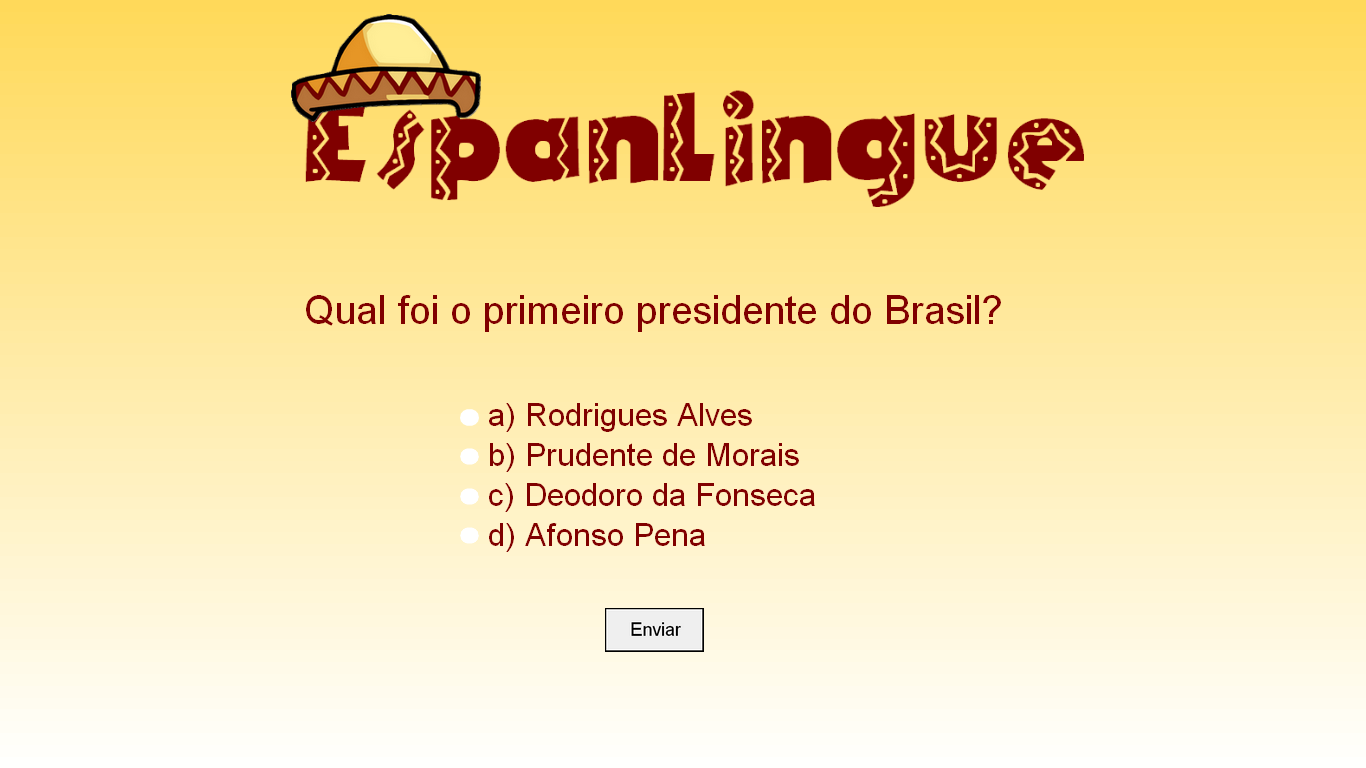 EspanLingue
Qual foi o primeiro presidente do Brasil?
a) Rodrigues Alves
b) Prudente de Morais
c) Deodoro da Fonseca
d) Afonso Pena
Enviar